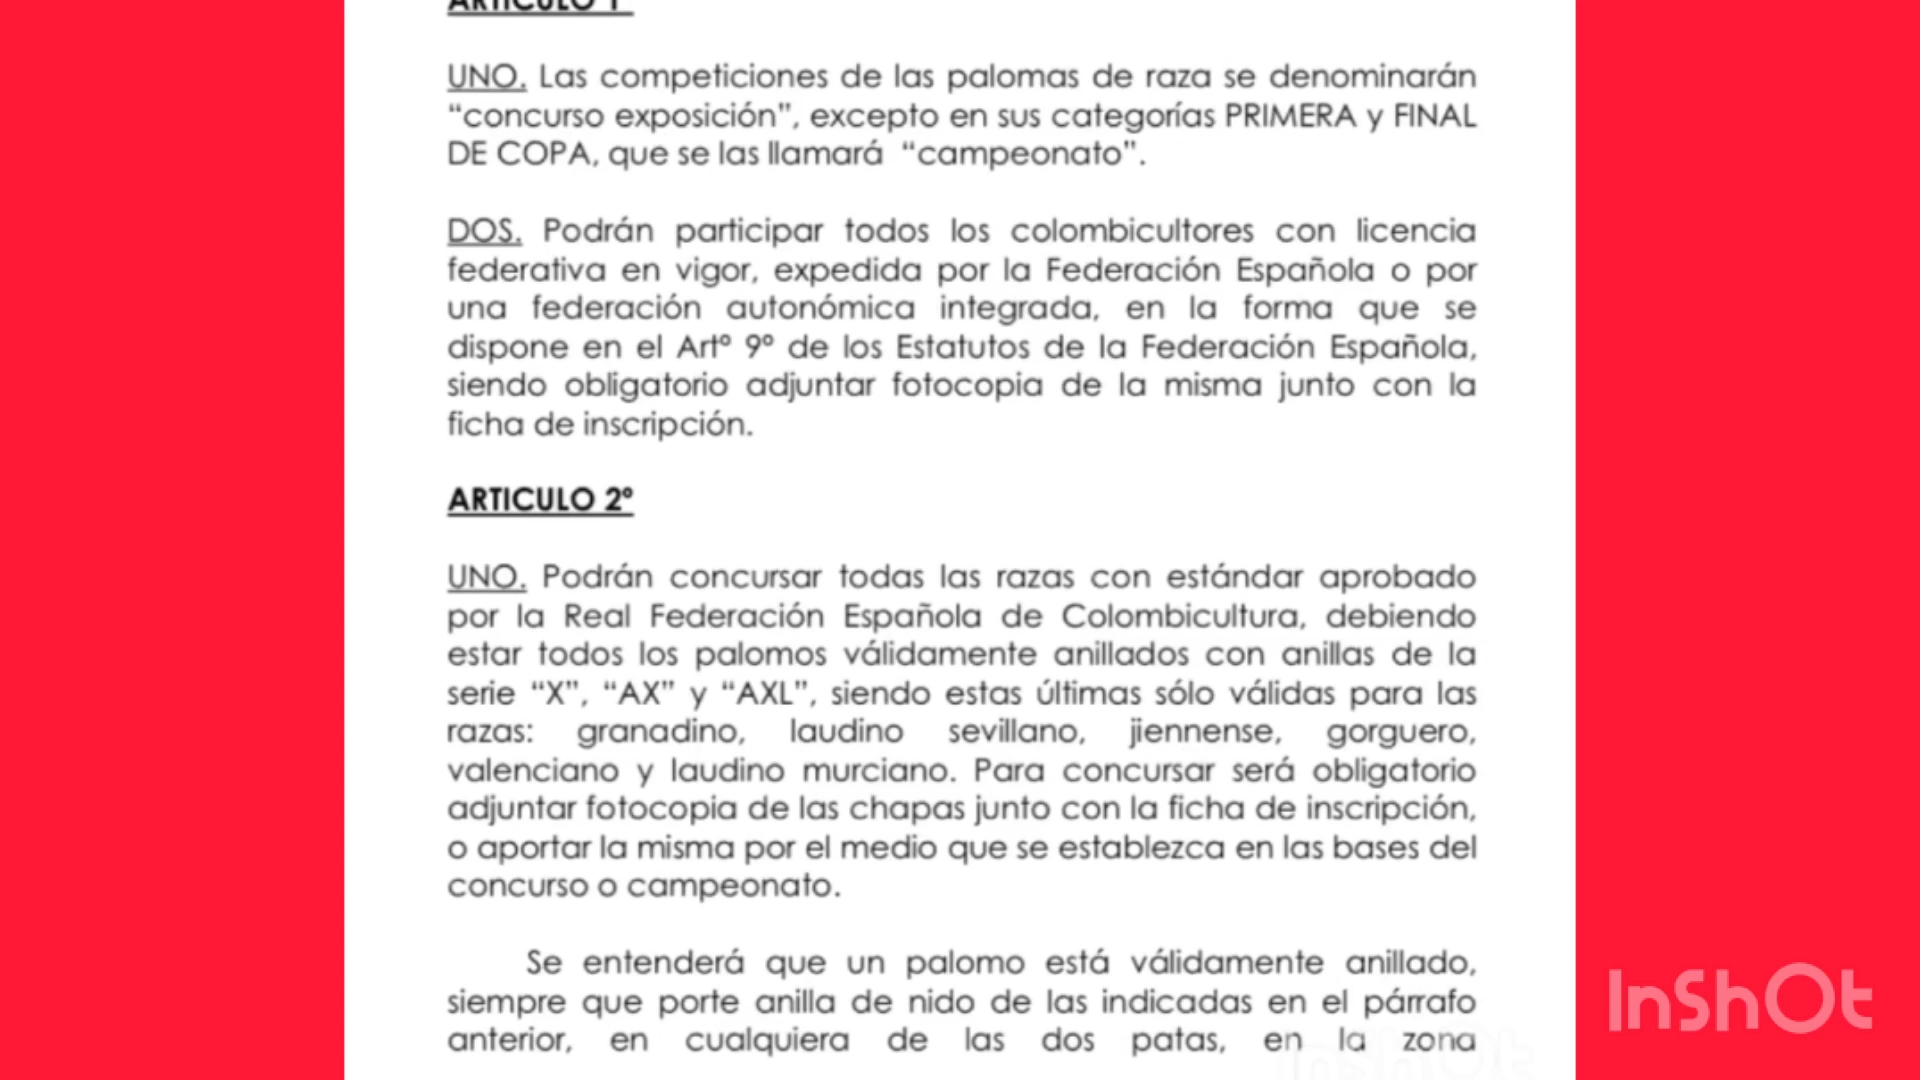 ARTICULO 1º
UNO. Las competiciones de las palomas de raza se denominarán
“concurso exposición”, excepto en sus categorías PRIMERA y FINAL
DE COPA, que se las llamará “campeonato”.
DOS. Podrán participar todos los colombicultores con licencia
federativa en vigor, expedida por la Federación Española o por
una federación autonómica integrada, en la forma que se
dispone en el Artº 9º de los Estatutos de la Federación Española,
siendo obligatorio adjuntar fotocopia de la misma junto con la
ficha de inscripción.
ARTICULO 2º
UNO. Podrán concursar todas las razas con estándar aprobado
por la Real Federación Española de Colombicultura, debiendo
estar todos los palomos válidamente anillados con anillas de la
serie “X”, “AX” y “AXL”, siendo estas últimas sólo válidas para las
razas: granadino, laudino sevillano, jiennense, gorguero,
valenciano y laudino murciano. Para concursar será obligatorio
adjuntar fotocopia de las chapas junto con la ficha de inscripción,
o aportar la misma por el medio que se establezca en las bases del
concurso o campeonato.
Se entenderá que un palomo está válidamente anillado,
siempre que porte anilla de nido de las indicadas en el párrafo
anterior, en cualquiera de las dos patas, en la zona
InShOt
InShOt